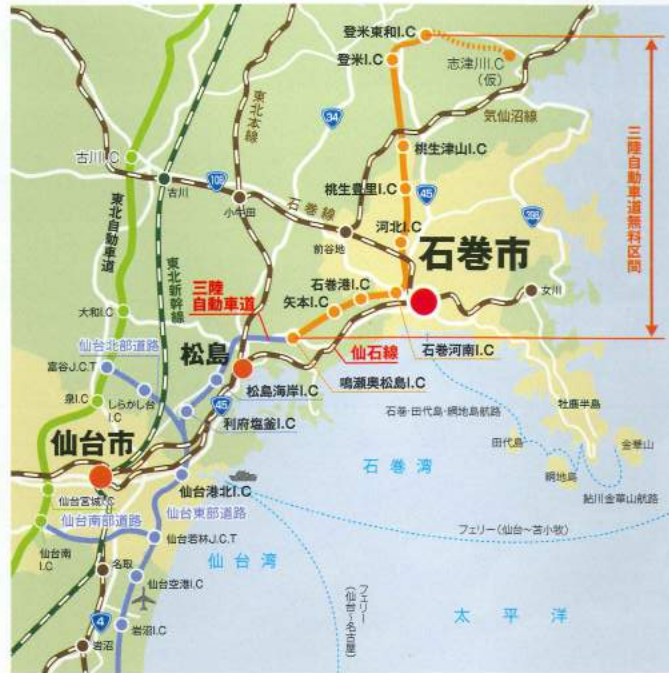 登米東和I.C
登米I.C
志津川I.C
(仮)
東北本線
34
気仙沼線
三陸自動車道無料区間
古川I.C
古川
108
桃生津山I.C
桃生豊里I.C
45
小牛田
石巻線
398
東北自動車道
前谷地
河北I.C
石巻市
東北新幹線
三陸
自動車道
石巻港I.C
矢本I.C
女川
大和I.C
仙台北部道路
松島
仙石線
石巻河南I.C
富谷J.C.T
松島海岸I.C
鳴瀬奥松島I.C
泉I.C
しらかし台
I.C
45
利府塩釜I.C
石巻・田代島・網地島航路
牡鹿半島
仙台市
石巻湾
田代島
金華山
網地島
仙台宮城I.C
仙台港北I.C
鮎川金華山航路
仙台南部道路
仙台東部道路
フェリー(仙台~苫小牧)
仙台若林J.C.T
仙台南
I.C
名取
仙台湾
仙台空港I.C
フェリー
(仙台~名古屋)
4
岩沼I.C
太平洋
岩沼